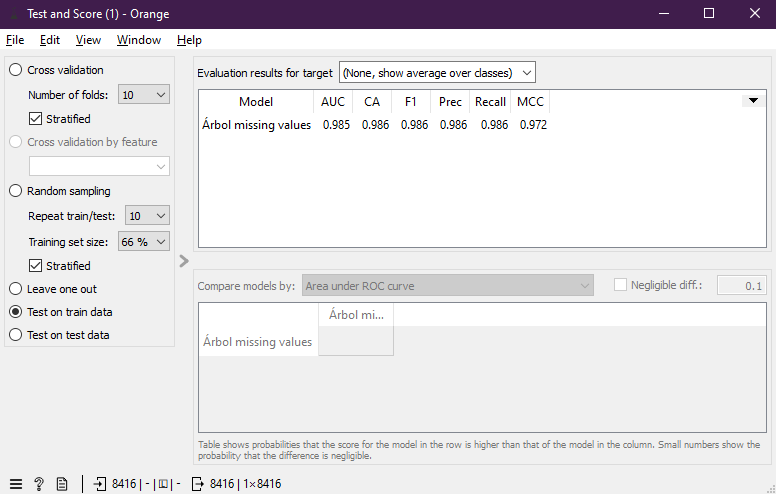 Test and Score (1) - Orange
File Edit View Window Help
Cross validation
Number of folds: 10
Stratified
Cross validation by feature
Random sampling
Repeat train/test: 10
Training set size: 66 %
Stratified
Leave one out
Test on train data
Test on test data
Evaluation results for target (None, show average over classes)
Model AUC CA F1 Prec Recall MCC
Árbol missing values 0.985 0.986 0.986 0.986 0.986 0.972
Compare models by: Area under ROC curve Negligible diff.: 0.1
Árbol mi...
Árbol missing values
Table shows probabilities that the score for the model in the row is higher than that of the model in the column. Small numbers show the
probability that the difference is negligible.
8416 | - | | - 8416 | 1×8416